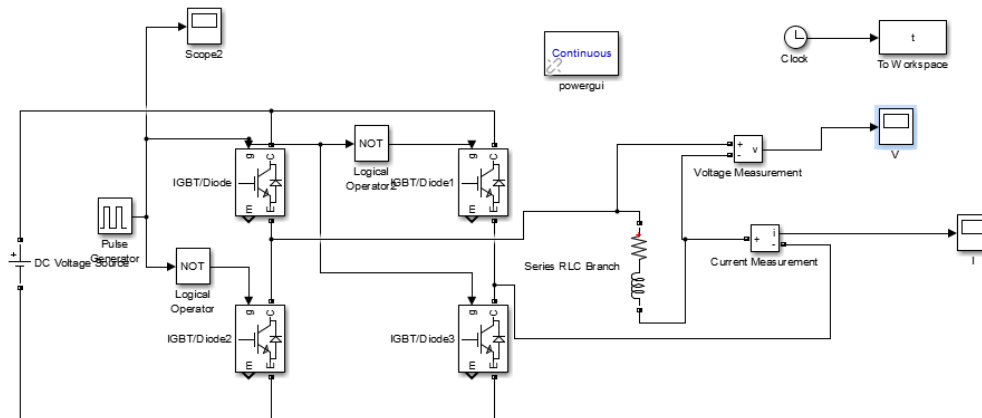 Scope2
Continuous
powergui
Clock
t
To Workspace
g
C
m
E
IGBT/Diode
NOT
Logical
Operator2
g
C
m
E
IGBT/Diode1
+
-
v
Voltage Measurement
V
Pulse
Generator
+
DC Voltage Source
NOT
Logical
Operator
Series RLC Branch
+
i
-
Current Measurement
I
g
C
m
E
IGBT/Diode2
g
C
m
E
IGBT/Diode3